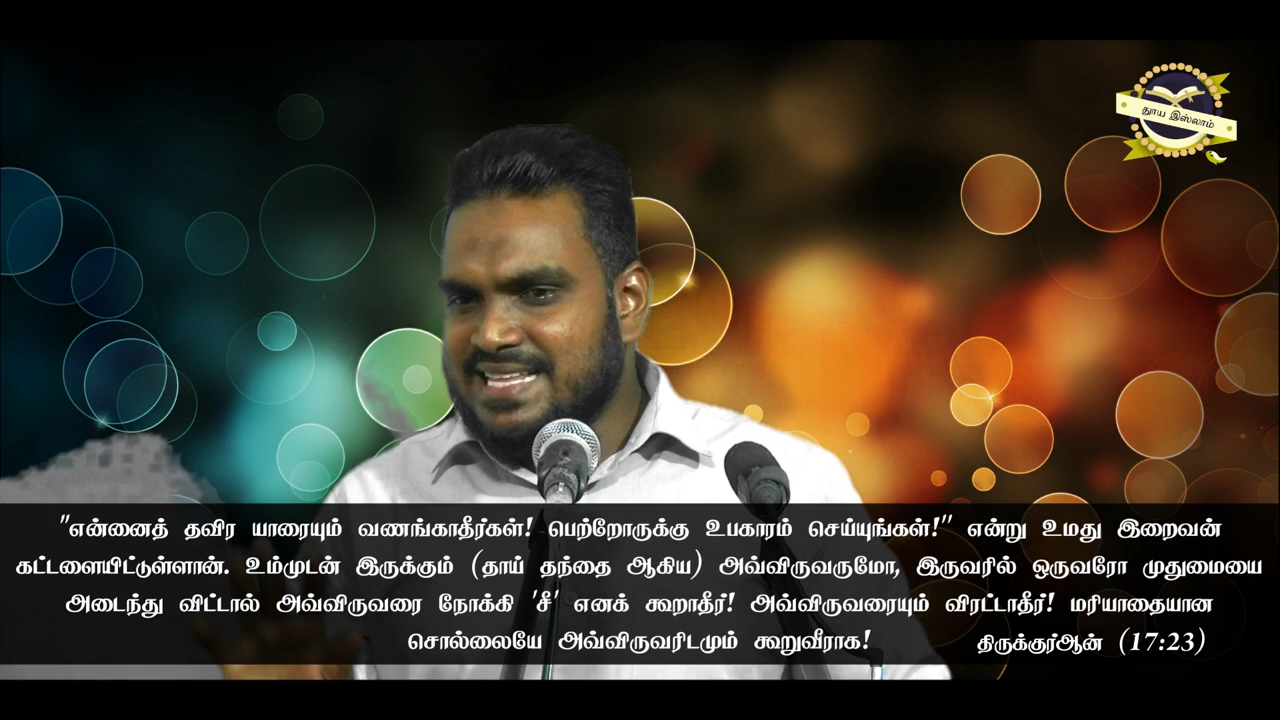 தூய இஸ்லாம்
"என்னைத் தவிர யாரையும் வணங்காதீர்கள்! பெற்றோருக்கு உபகாரம் செய்யுங்கள்!" என்று உமது இறைவன்
கட்டளையிட்டுள்ளான். உம்முடன் இருக்கும் (தாய் தந்தை ஆகிய) அவ்விருவருமோ, இருவரில் ஒருவரோ முதுமையை
அடைந்து விட்டால் அவ்விருவரை நோக்கி 'சீ' எனக் கூறாதீர்! அவ்விருவரையும் விரட்டாதீர்! மரியாதையான
சொல்லையே அவ்விருவரிடமும் கூறுவீராக! திருக்குர்ஆன் (17:23)